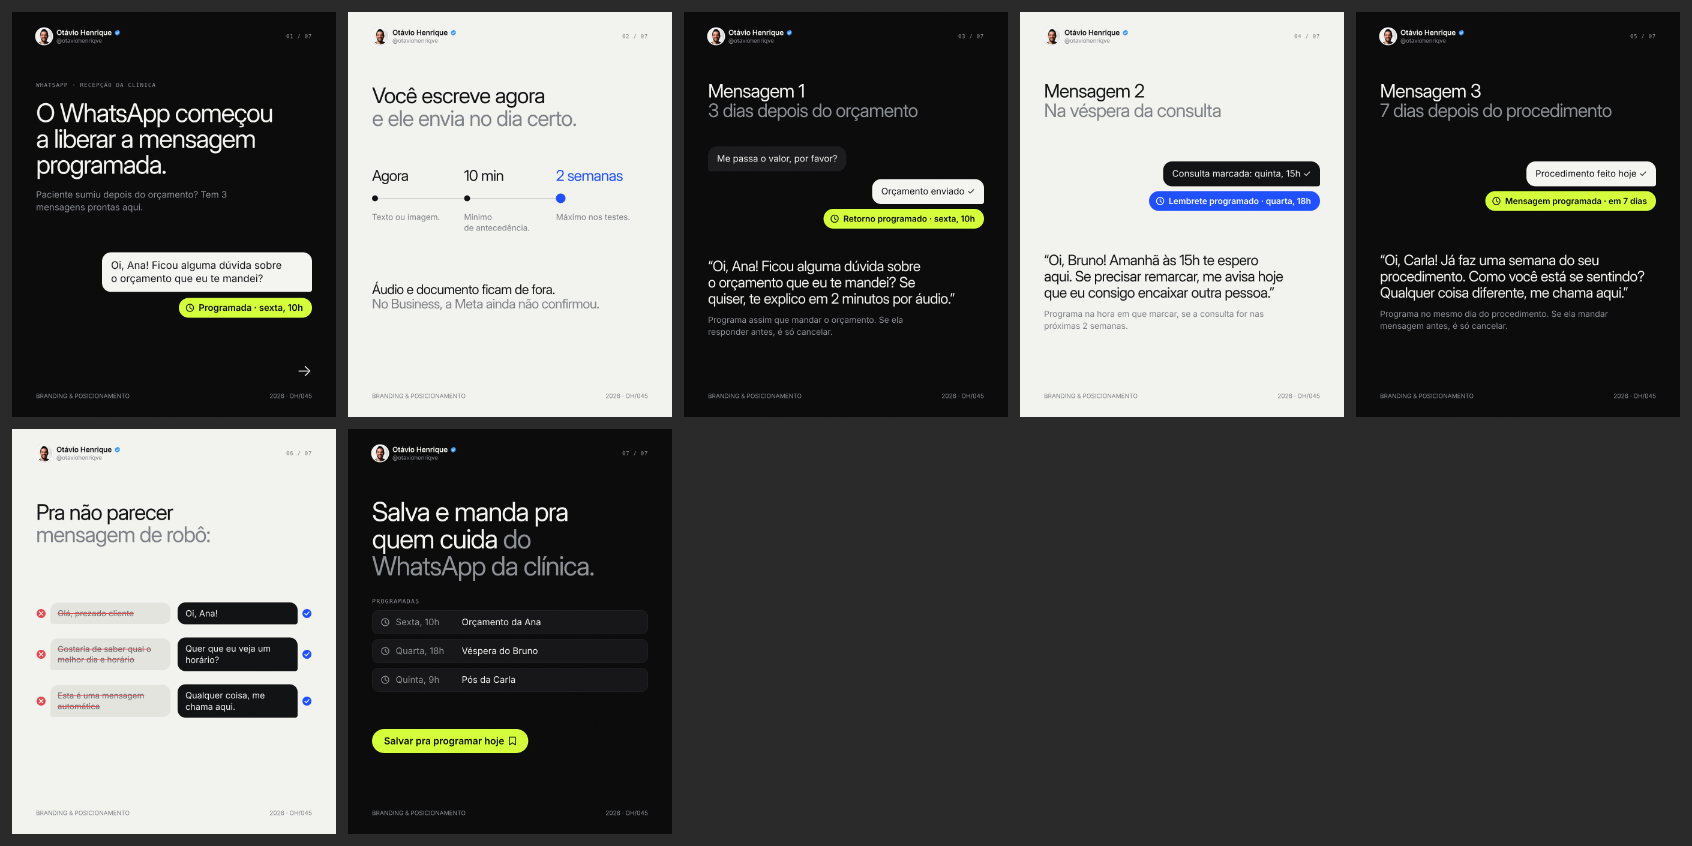 Otávio Henrique
@otaviohenriqve
01 / 07
WHATSAPP · RECEPÇÃO DA CLÍNICA
O WhatsApp começou
a liberar a mensagem
programada.
Paciente sumiu depois do orçamento? Tem 3
mensagens prontas aqui.
Oi, Ana! Ficou alguma dúvida sobre
o orçamento que eu te mandei?
Programada · sexta, 10h
→
BRANDING & POSICIONAMENTO
2026 · OH/045
Otávio Henrique
@otaviohenriqve
02 / 07
Você escreve agora
e ele envia no dia certo.
Agora
10 min
2 semanas
Texto ou imagem.
Mínimo
de antecedência.
Máximo nos testes.
Áudio e documento ficam de fora.
No Business, a Meta ainda não confirmou.
BRANDING & POSICIONAMENTO
2026 · OH/045
Otávio Henrique
@otaviohenriqve
03 / 07
Mensagem 1
3 dias depois do orçamento
Me passa o valor, por favor?
Orçamento enviado ✓
Retorno programado · sexta, 10h
“Oi, Ana! Ficou alguma dúvida sobre
o orçamento que eu te mandei? Se
quiser, te explico em 2 minutos por áudio.”
Programa assim que mandar o orçamento. Se ela
responder antes, é só cancelar.
BRANDING & POSICIONAMENTO
2026 · OH/045
Otávio Henrique
@otaviohenriqve
04 / 07
Mensagem 2
Na véspera da consulta
Consulta marcada: quinta, 15h ✓
Lembrete programado · quarta, 18h
“Oi, Bruno! Amanhã às 15h te espero
aqui. Se precisar remarcar, me avisa hoje
que eu consigo encaixar outra pessoa.”
Programa na hora em que marcar, se a consulta for nas
próximas 2 semanas.
BRANDING & POSICIONAMENTO
2026 · OH/045
Otávio Henrique
@otaviohenriqve
05 / 07
Mensagem 3
7 dias depois do procedimento
Procedimento feito hoje ✓
Mensagem programada · em 7 dias
“Oi, Carla! Já faz uma semana do seu
procedimento. Como você está se sentindo?
Qualquer coisa diferente, me chama aqui.”
Programa no mesmo dia do procedimento. Se ela mandar
mensagem antes, é só cancelar.
BRANDING & POSICIONAMENTO
2026 · OH/045
Otávio Henrique
@otaviohenriqve
06 / 07
Pra não parecer
mensagem de robô:
Olá, prezado cliente
Oi, Ana!
Gostaria de saber qual o
melhor dia e horário
Quer que eu veja um
horário?
Esta é uma mensagem
automática
Qualquer coisa, me
chama aqui.
BRANDING & POSICIONAMENTO
2026 · OH/045
Otávio Henrique
@otaviohenriqve
07 / 07
Salva e manda pra
quem cuida do
WhatsApp da clínica.
PROGRAMADAS
Sexta, 10h Orçamento da Ana
Quarta, 18h Véspera do Bruno
Quinta, 9h Pós da Carla
Salvar pra programar hoje
BRANDING & POSICIONAMENTO
2026 · OH/045